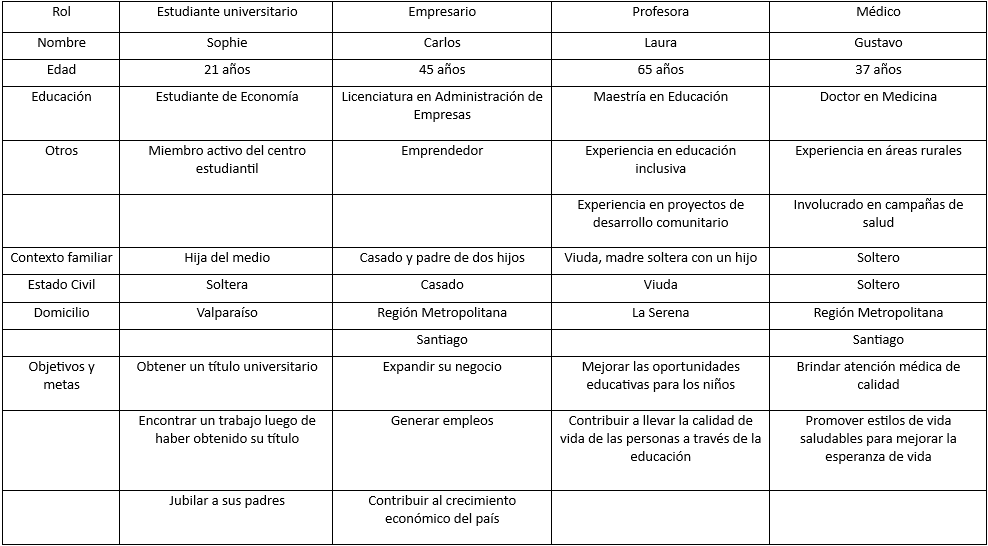 Rol Estudiante universitario Empresario Profesora Médico
Nombre Sophie Carlos Laura Gustavo
Edad 21 años 45 años 65 años 37 años
Educación Estudiante de Economía Licenciatura en Administración de Maestría en Educación Doctor en Medicina
Empresas
Otros Miembro activo del centro Emprendedor Experiencia en educación Experiencia en áreas rurales
estudiantil inclusiva
Experiencia en proyectos de Involucrado en campañas de
desarrollo comunitario salud
Contexto familiar Hija del medio Casado y padre de dos hijos Viuda, madre soltera con un hijo Soltero
Estado Civil Soltera Casado Viuda Soltero
Domicilio Valparaíso Región Metropolitana La Serena Región Metropolitana
Santiago Santiago
Objetivos y Obtener un título universitario Expandir su negocio Mejorar las oportunidades Brindar atención médica de
metas educativas para los niños calidad
Encontrar un trabajo luego de Generar empleos Contribuir a llevar la calidad de Promover estilos de vida
haber obtenido su título vida de las personas a través de la saludables para mejorar la
educación esperanza de vida
Jubilar a sus padres Contribuir al crecimiento
económico del país